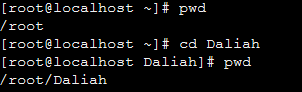 [root@localhost ~]# pwd
/root
[root@localhost ~]# cd Daliah
[root@localhost Daliah]# pwd
/root/Daliah